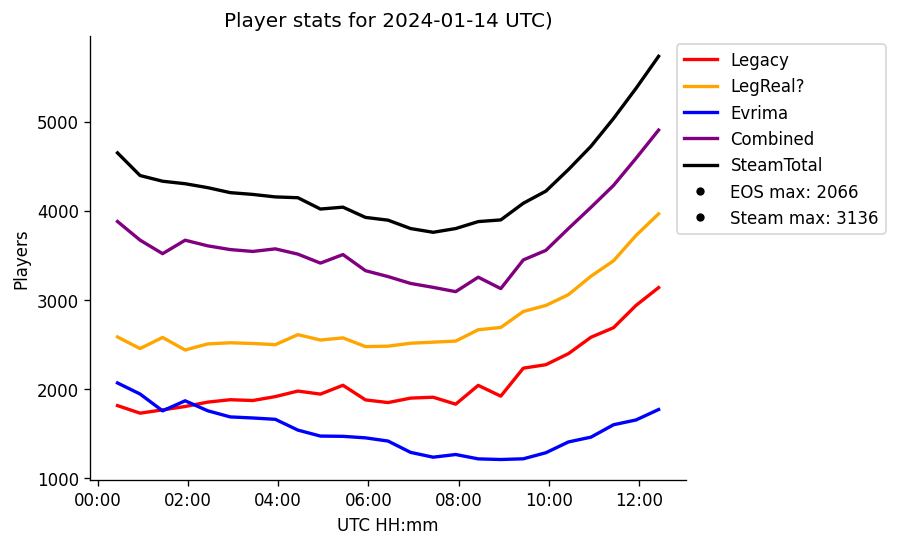 Player stats for 2024-01-14 UTC)
Legacy
LegReal?
Evrima
Combined
SteamTotal
EOS max: 2066
Steam max: 3136
Players
5000
4000
3000
2000
1000
00:00 02:00 04:00 06:00 08:00 10:00 12:00
UTC HH:mm